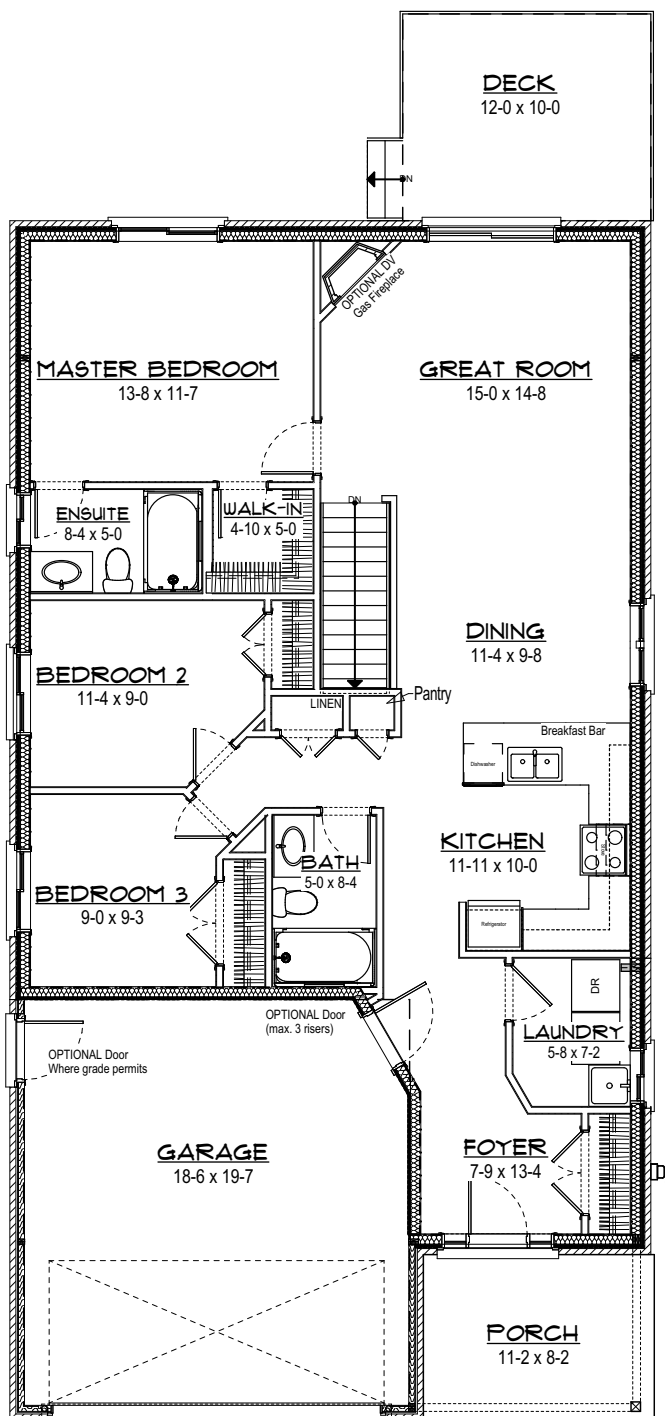 DECK
12-0 x 10-0
DN
OPTIONAL DV
Gas Fireplace
MASTER BEDROOM
13-8 x 11-7
GREAT ROOM
15-0 x 14-8
DN
ENSUITE
8-4 x 5-0
WALK-IN
4-10 x 5-0
DINING
11-4 x 9-8
BEDROOM 2
11-4 x 9-0
LINEN
Pantry
Breakfast Bar
Dishwasher
KITCHEN
11-11 x 10-0
BATH
5-0 x 8-4
BEDROOM 3
9-0 x 9-3
Refrigerator
DR
OPTIONAL Door
(max. 3 risers)
LAUNDRY
5-8 x 7-2
OPTIONAL Door
Where grade permits
GARAGE
18-6 x 19-7
FOYER
7-9 x 13-4
PORCH
11-2 x 8-2